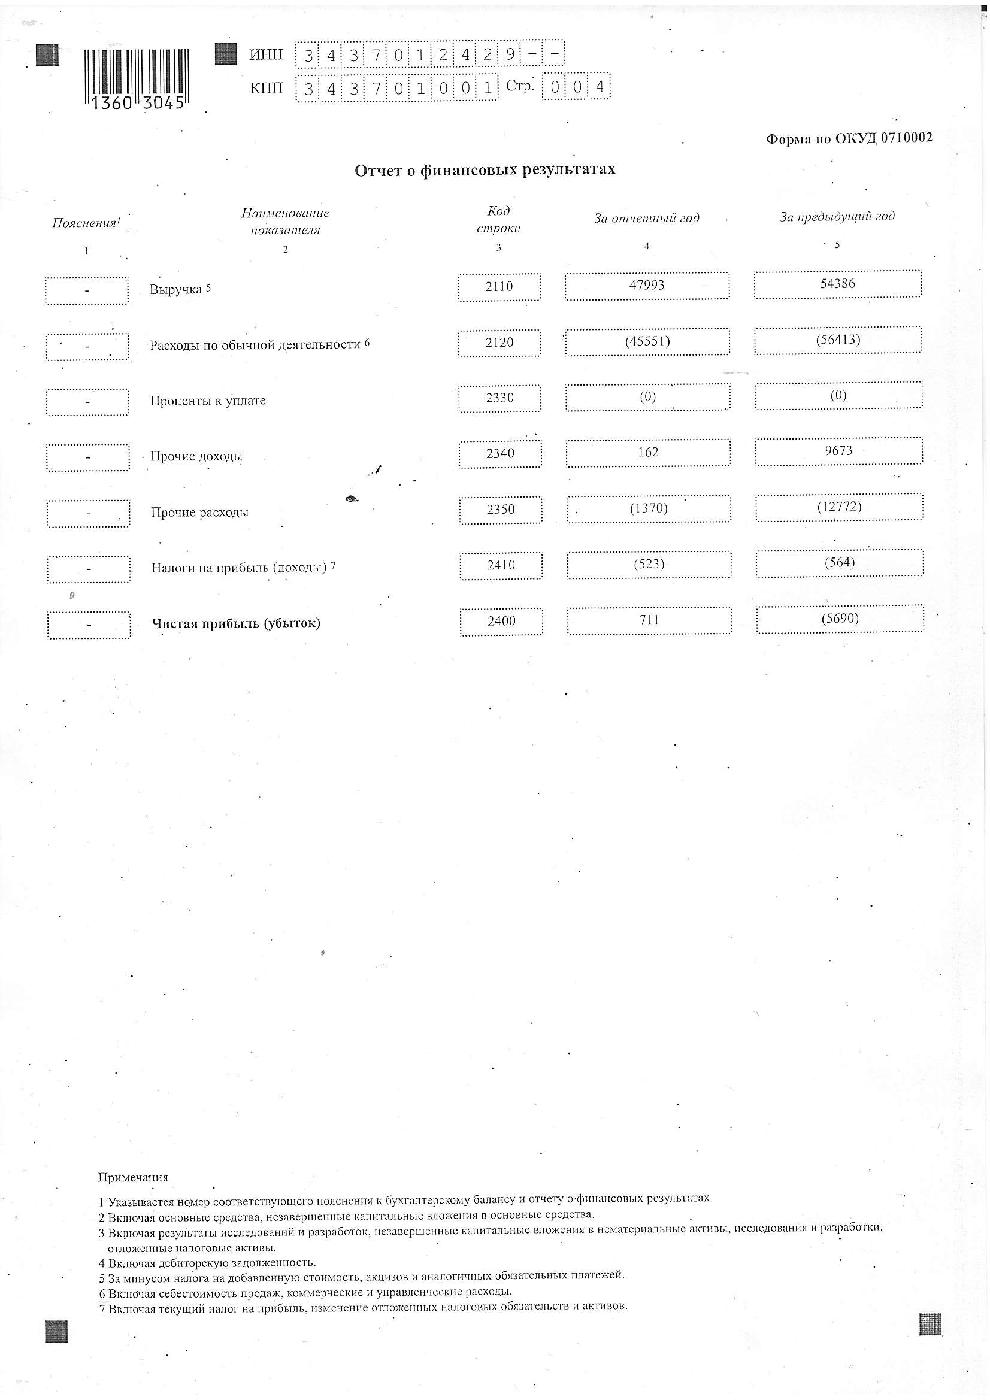 ИНН 3437012429--
1360 3045
КПП 343701001 Стр. 004
Форма по ОКУД 0710002
Отчет о финансовых результатах
Пояснения1 Наименование показателя Код строки За отчетный год За предыдущий год
1 2 3 4 5
- Выручка 5 2110 47993 54386
- Расходы по обычной деятельности 6 2120 (45551) (56413)
- Проценты к уплате 2330 (0) (0)
- Прочие доходы 2340 162 9673
- Прочие расходы 2350 (1370) (12772)
- Налоги на прибыль (доходы) 7 2410 (523) (564)
- Чистая прибыль (убыток) 2400 711 (5690)
Примечания
1 Указывается номер соответствующего пояснения к бухгалтерскому балансу и отчету о финансовых результатах
2 Включая основные средства, незавершенные капитальные вложения в основные средства.
3 Включая результаты исследований и разработок, незавершенные капитальные вложения в нематериальные активы, исследования и разработки,
отложенные налоговые активы.
4 Включая дебиторскую задолженность.
5 За минусом налога на добавленную стоимость, акцизов и аналогичных обязательных платежей.
6 Включая себестоимость продаж, коммерческие и управленческие расходы.
7 Включая текущий налог на прибыль, изменение отложенных налоговых обязательств и активов.